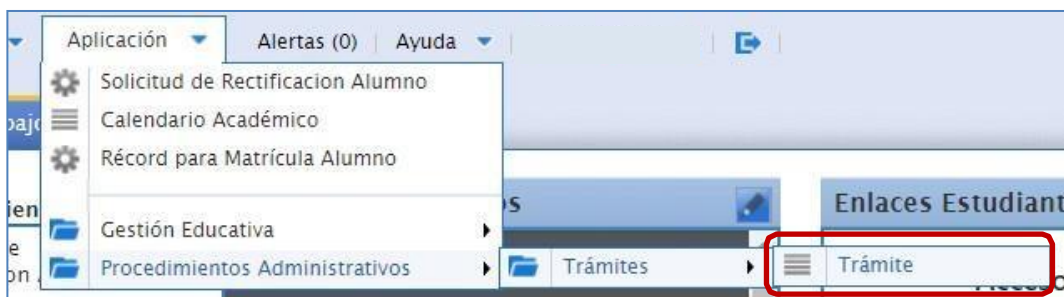 Aplicación Alertas (0) Ayuda
Solicitud de Rectificacion Alumno
Calendario Académico
Récord para Matrícula Alumno
Enlaces Estudiant
Gestión Educativa
Procedimientos Administrativos Trámites Trámite